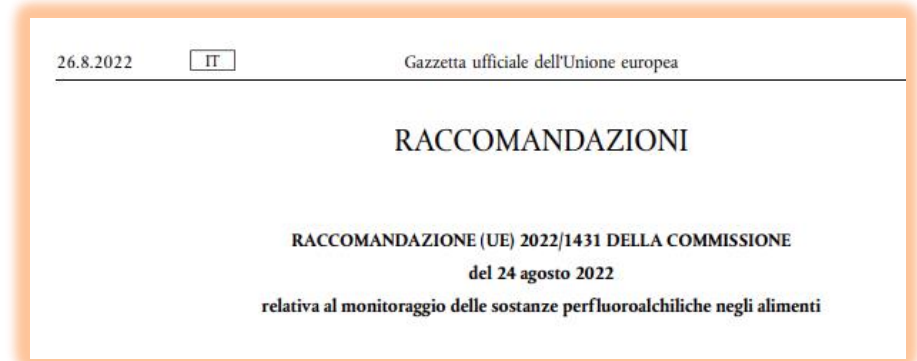 26.8.2022 IT Gazzetta ufficiale dell'Unione europea
RACCOMANDAZIONI
RACCOMANDAZIONE (UE) 2022/1431 DELLA COMMISSIONE
del 24 agosto 2022
relativa al monitoraggio delle sostanze perfluoroalchiliche negli alimenti